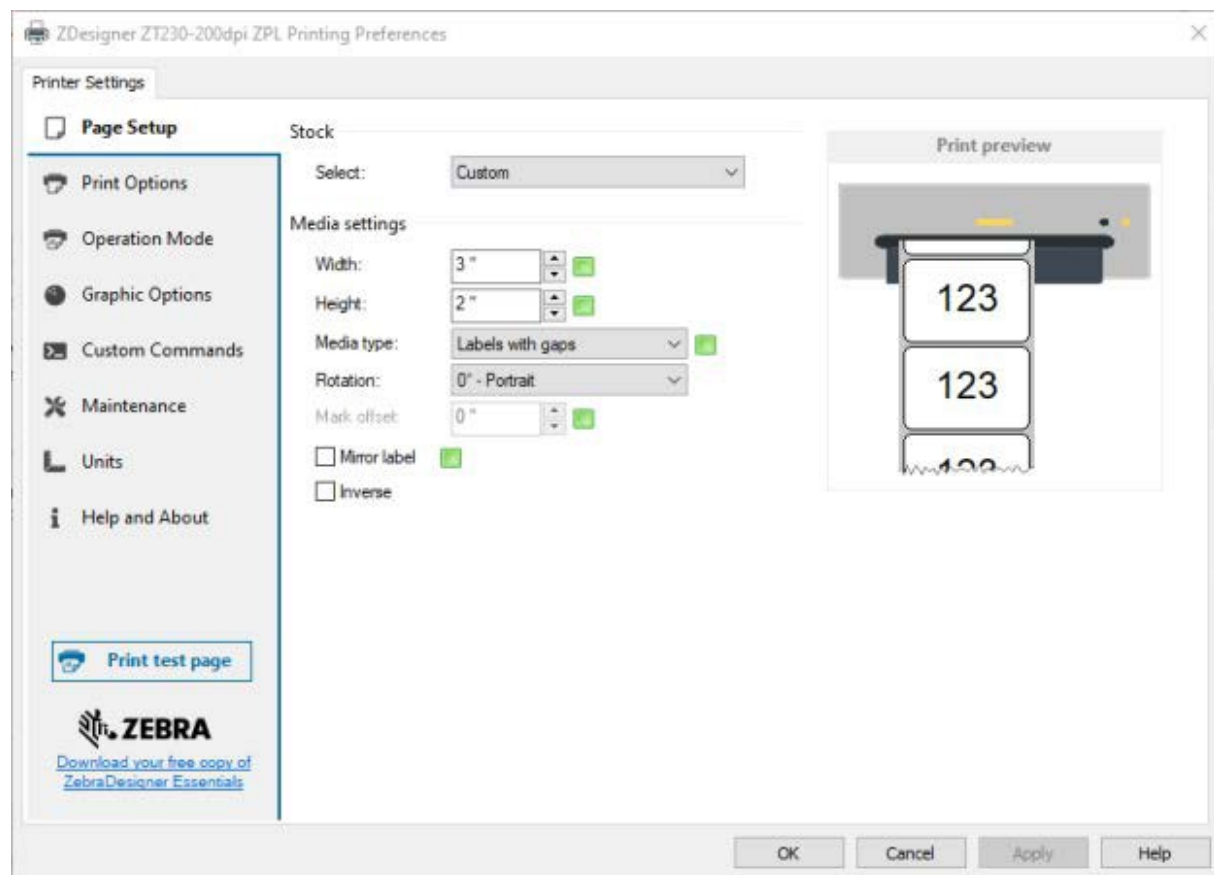 ZDesigner ZT230-200dpi ZPL Printing Preferences
Printer Settings
Page Setup
Print Options
Operation Mode
Graphic Options
Custom Commands
Maintenance
Units
Help and About
Print test page
ZEBRA
Download your free copy of
ZebraDesigner Essentials
Stock
Select: Custom
Media settings
Width: 3 "
Height: 2 "
Media type: Labels with gaps
Rotation: 0° - Portrait
Mark offset: 0 "
Mirror label
Inverse
Print preview
123
123
123
OK Cancel Apply Help